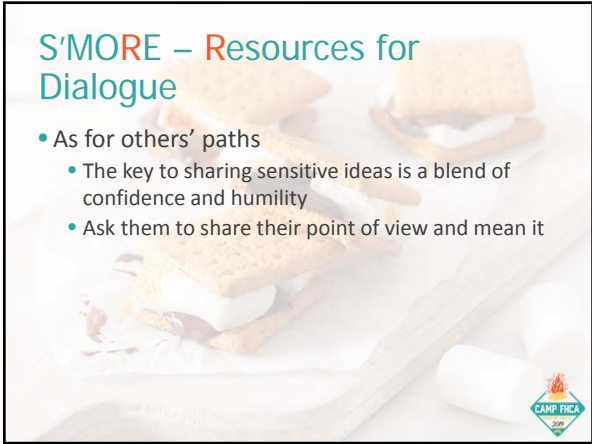 S'MORE – Resources for
Dialogue
• As for others' paths
• The key to sharing sensitive ideas is a blend of
confidence and humility
• Ask them to share their point of view and mean it
CAMP FHCA
2019